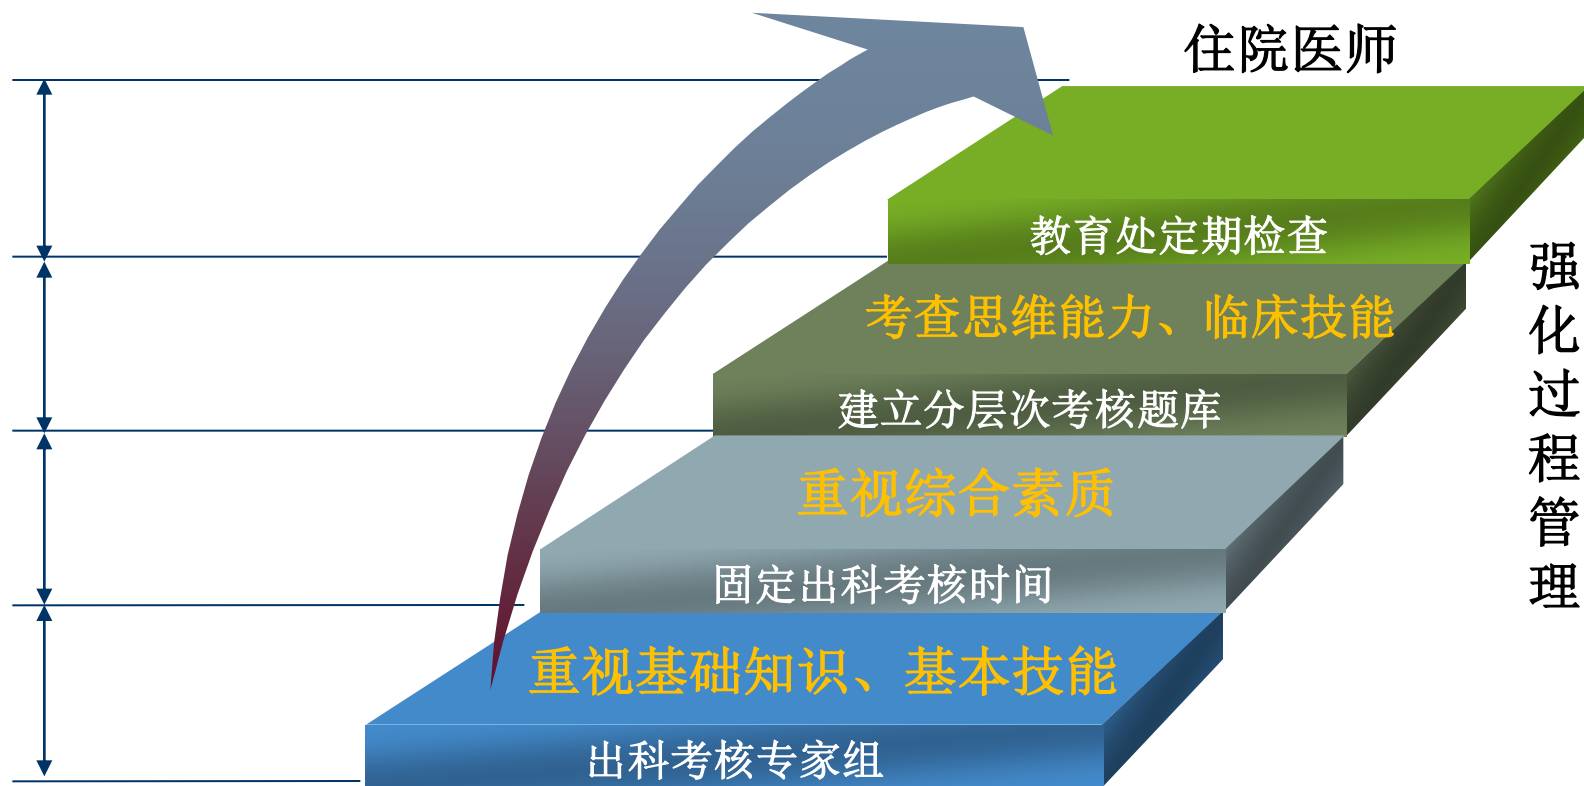 住院医师
教育处定期检查
考查思维能力、临床技能
建立分层次考核题库
重视综合素质
固定出科考核时间
重视基础知识、基本技能
出科考核专家组
强化过程管理